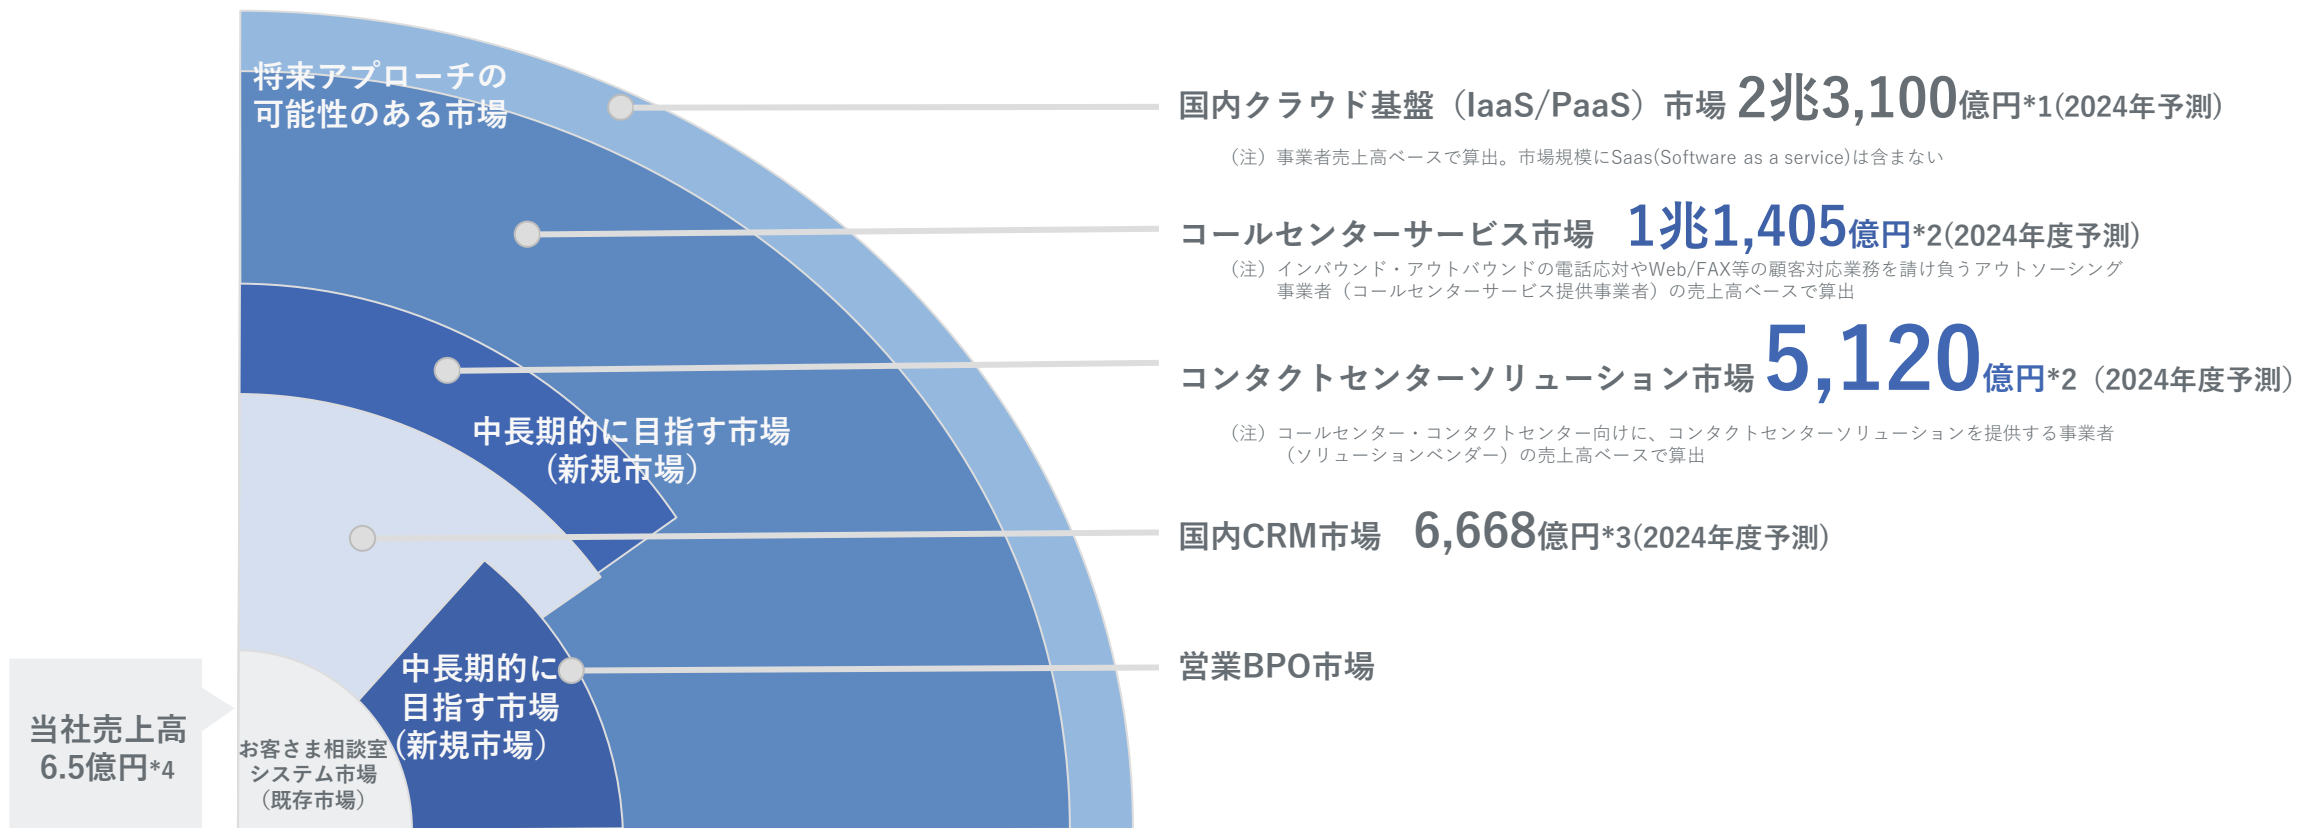 将来アプローチの
可能性のある市場
国内クラウド基盤（IaaS/PaaS）市場 2兆3,100億円*1(2024年予測)
（注）事業者売上高ベースで算出。市場規模にSaas(Software as a service)は含まない
コールセンターサービス市場 1兆1,405億円*2(2024年度予測)
（注）インバウンド・アウトバウンドの電話応対やWeb/FAX等の顧客対応業務を請け負うアウトソーシング
事業者（コールセンターサービス提供事業者）の売上高ベースで算出
コンタクトセンターソリューション市場 5,120億円*2（2024年度予測）
（注）コールセンター・コンタクトセンター向けに、コンタクトセンターソリューションを提供する事業者
（ソリューションベンダー）の売上高ベースで算出
中長期的に目指す市場
(新規市場)
国内CRM市場 6,668億円*3(2024年度予測)
営業BPO市場
中長期的に
目指す市場
(新規市場)
お客さま相談室
システム市場
（既存市場）
当社売上高
6.5億円*4